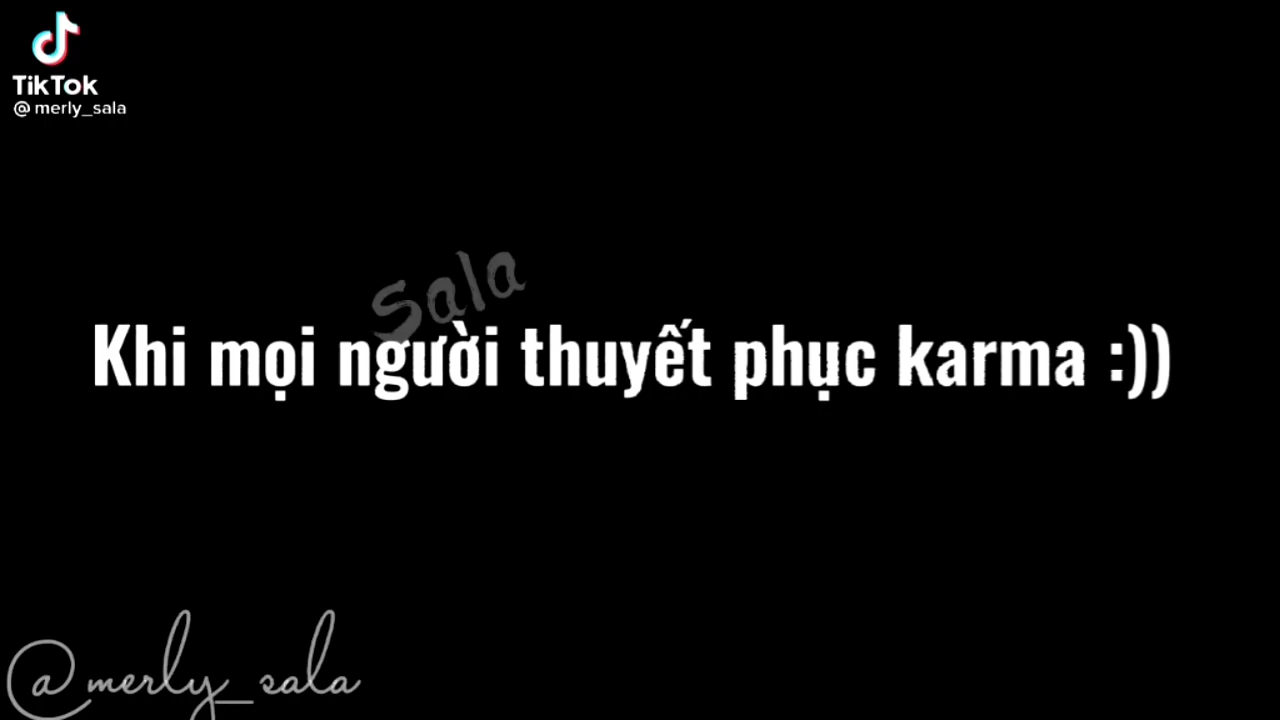 TikTok
@merly_sala
Sala
Khi mọi người thuyết phục karma :))
@merly_sala